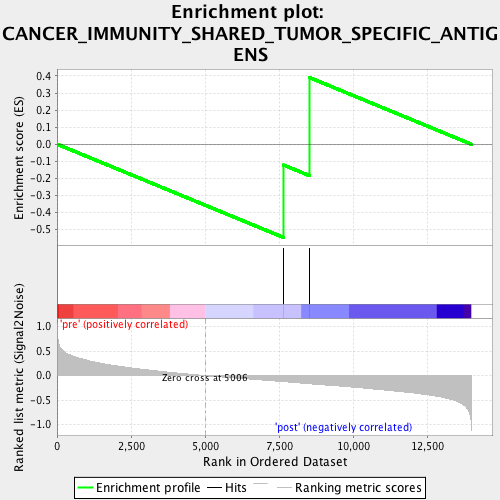 Enrichment plot:
CANCER_IMMUNITY_SHARED_TUMOR_SPECIFIC_ANTIG
ENS
Enrichment score (ES)
0.4
0.3
0.2
0.1
0.0
-0.1
-0.2
-0.3
-0.4
-0.5
Ranked list metric (Signal2Noise)
1.0
0.5
0.0
-0.5
-1.0
'pre' (positively correlated)
Zero cross at 5006
'post' (negatively correlated)
0 2,500 5,000 7,500 10,000 12,500
Rank in Ordered Dataset
Enrichment profile Hits Ranking metric scores